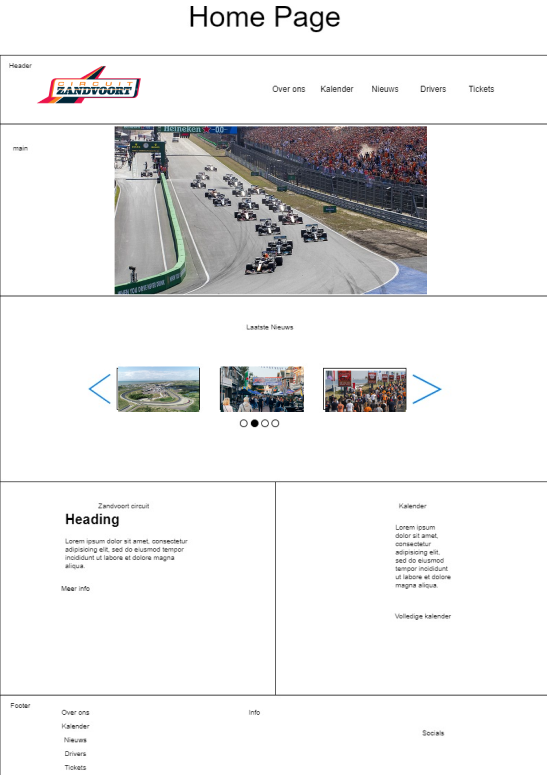 Home Page
Header
CIRCUIT
ZANDVOORT
Over ons Kalender Nieuws Drivers Tickets
main
Heineken
Laatste Nieuws
Zandvoort circuit
Heading
Lorem ipsum dolor sit amet, consectetur
adipisicing elit, sed do eiusmod tempor
incididunt ut labore et dolore magna
aliqua.
Meer info
Kalender
Lorem ipsum
dolor sit amet,
consectetur
adipisicing elit,
sed do eiusmod
tempor incididunt
ut labore et dolore
magna aliqua.
Volledige kalender
Footer
Over ons
Kalender
Nieuws
Drivers
Tickets
Info
Socials